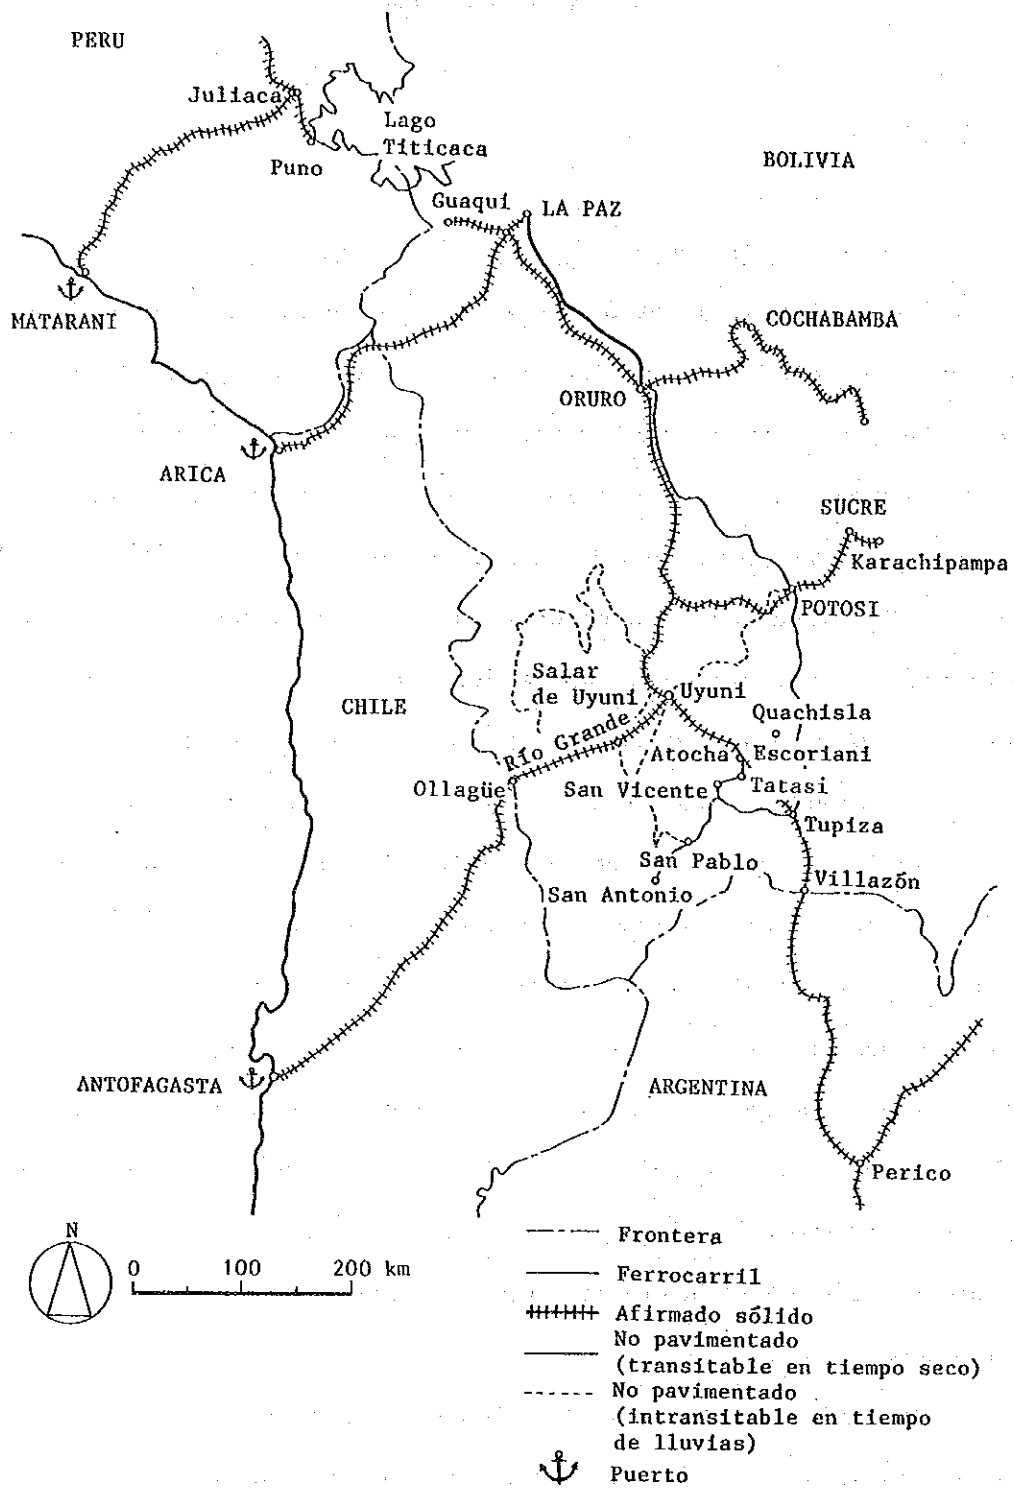 PERU
Juliaca
Lago
Titicaca
Puno
BOLIVIA
Guaqui
LA PAZ
MATARANI
COCHABAMBA
ORURO
ARICA
SUCRE
Karachipampa
POTOSI
Salar
de Uyuni
Uyuni
CHILE
Quachisla
Río Grande
Atocha
Escoriani
Ollagüe
San Vicente
Tatasi
Tupiza
San Pablo
Villazón
San Antonio
ANTOFAGASTA
ARGENTINA
Perico
N
0 100 200 km
Frontera
Ferrocarril
Afirmado sólido
No pavimentado
(transitable en tiempo seco)
No pavimentado
(intransitable en tiempo
de lluvias)
Puerto